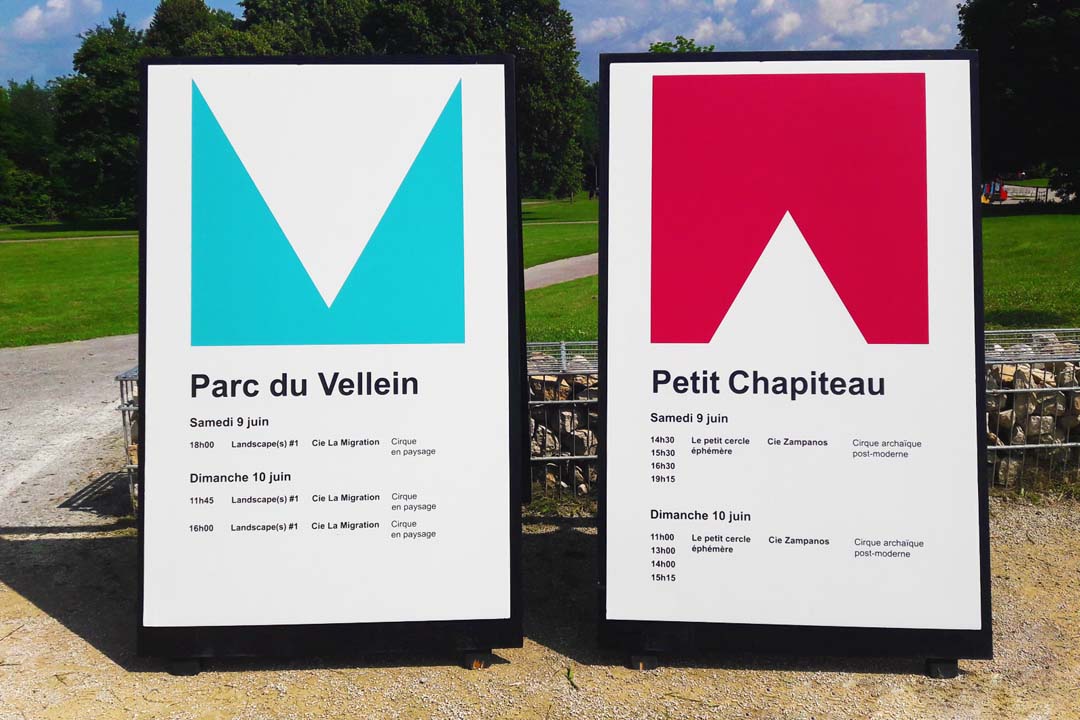 Parc du Vellein
Samedi 9 juin
18h00 Landscape(s) #1 Cie La Migration Cirque
en paysage
Dimanche 10 juin
11h45 Landscape(s) #1 Cie La Migration Cirque
en paysage
16h00 Landscape(s) #1 Cie La Migration Cirque
en paysage
Petit Chapiteau
Samedi 9 juin
14h30 Le petit cercle Cie Zampanos Cirque archaïque
15h30 éphémère post-moderne
16h30
19h15
Dimanche 10 juin
11h00 Le petit cercle Cie Zampanos Cirque archaïque
13h00 éphémère post-moderne
14h00
15h15